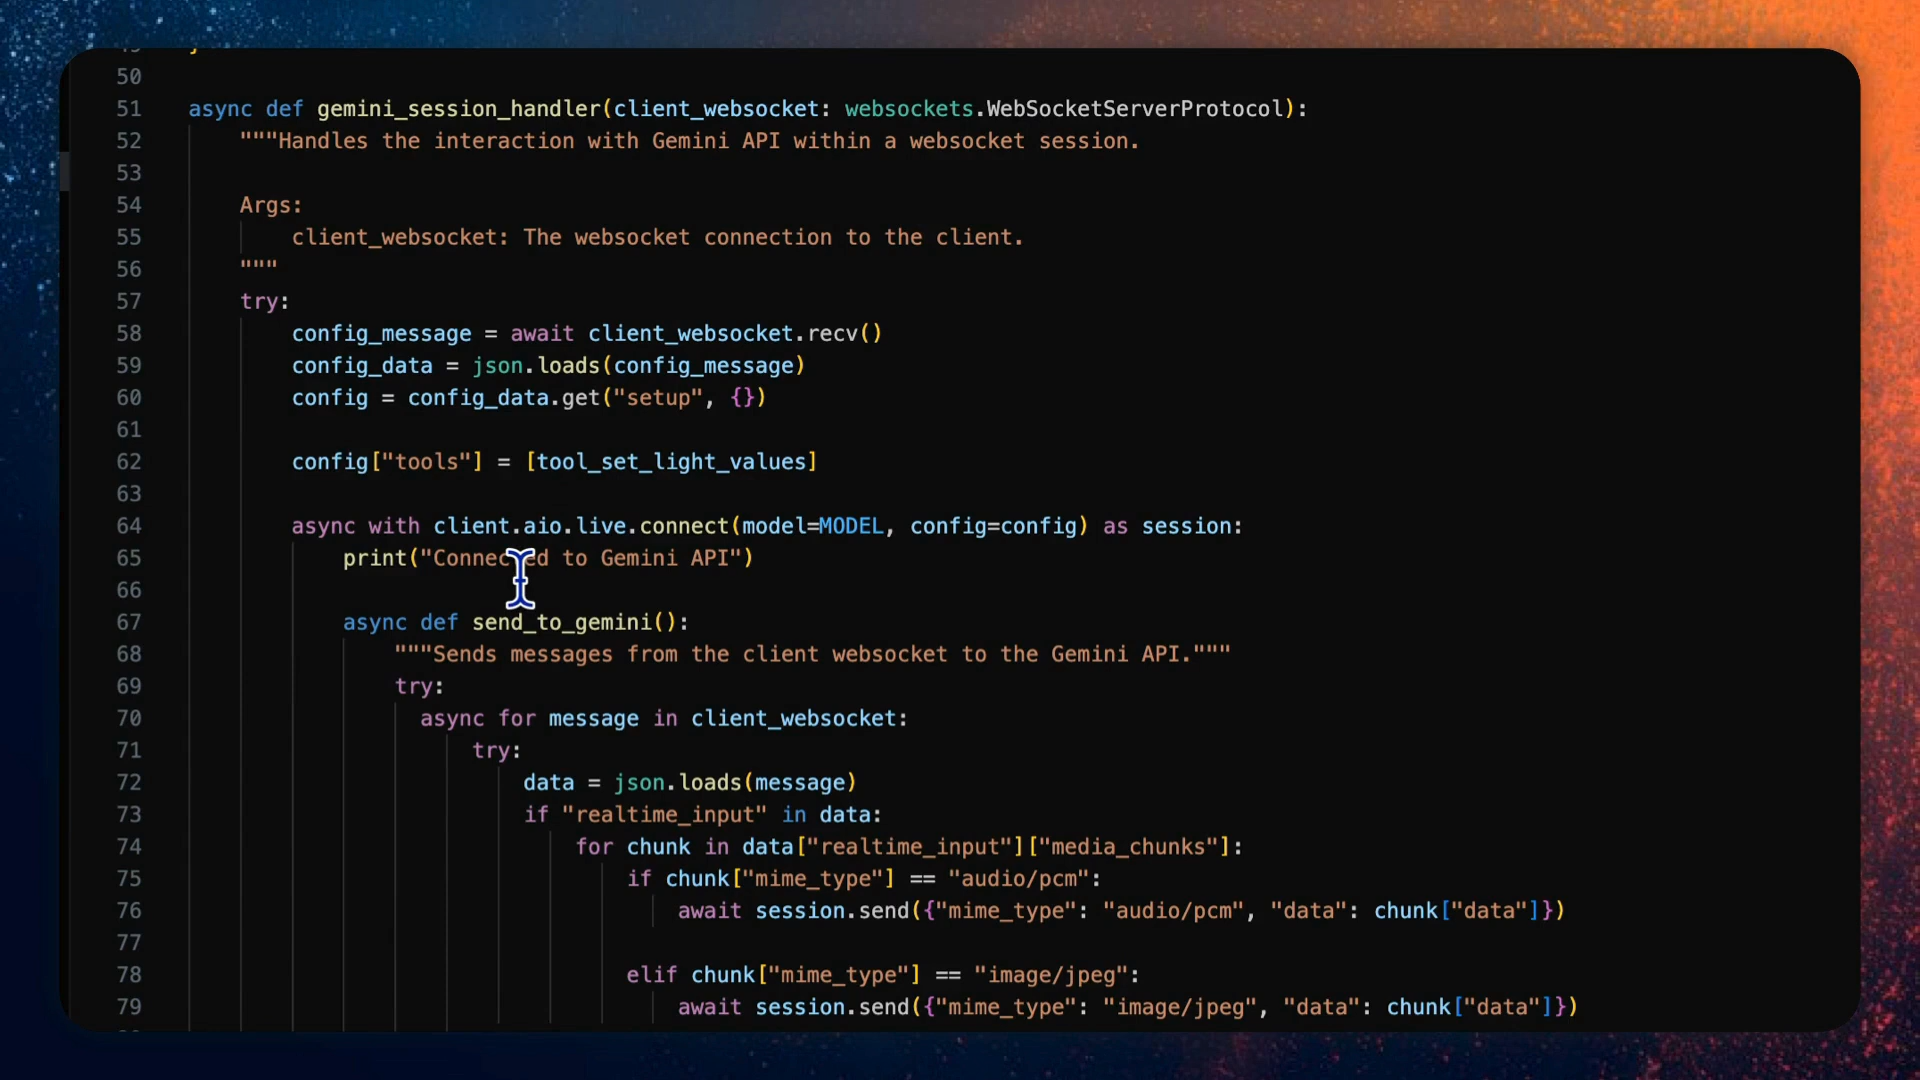 50
51 async def gemini_session_handler(client_websocket: websockets.WebSocketServerProtocol):
52 """Handles the interaction with Gemini API within a websocket session.
53
54 Args:
55 client_websocket: The websocket connection to the client.
56 """
57 try:
58 config_message = await client_websocket.recv()
59 config_data = json.loads(config_message)
60 config = config_data.get("setup", {})
61
62 config["tools"] = [tool_set_light_values]
63
64 async with client.aio.live.connect(model=MODEL, config=config) as session:
65 print("Connected to Gemini API")
66
67 async def send_to_gemini():
68 """Sends messages from the client websocket to the Gemini API."""
69 try:
70 async for message in client_websocket:
71 try:
72 data = json.loads(message)
73 if "realtime_input" in data:
74 for chunk in data["realtime_input"]["media_chunks"]:
75 if chunk["mime_type"] == "audio/pcm":
76 await session.send({"mime_type": "audio/pcm", "data": chunk["data"]})
77
78 elif chunk["mime_type"] == "image/jpeg":
79 await session.send({"mime_type": "image/jpeg", "data": chunk["data"]})